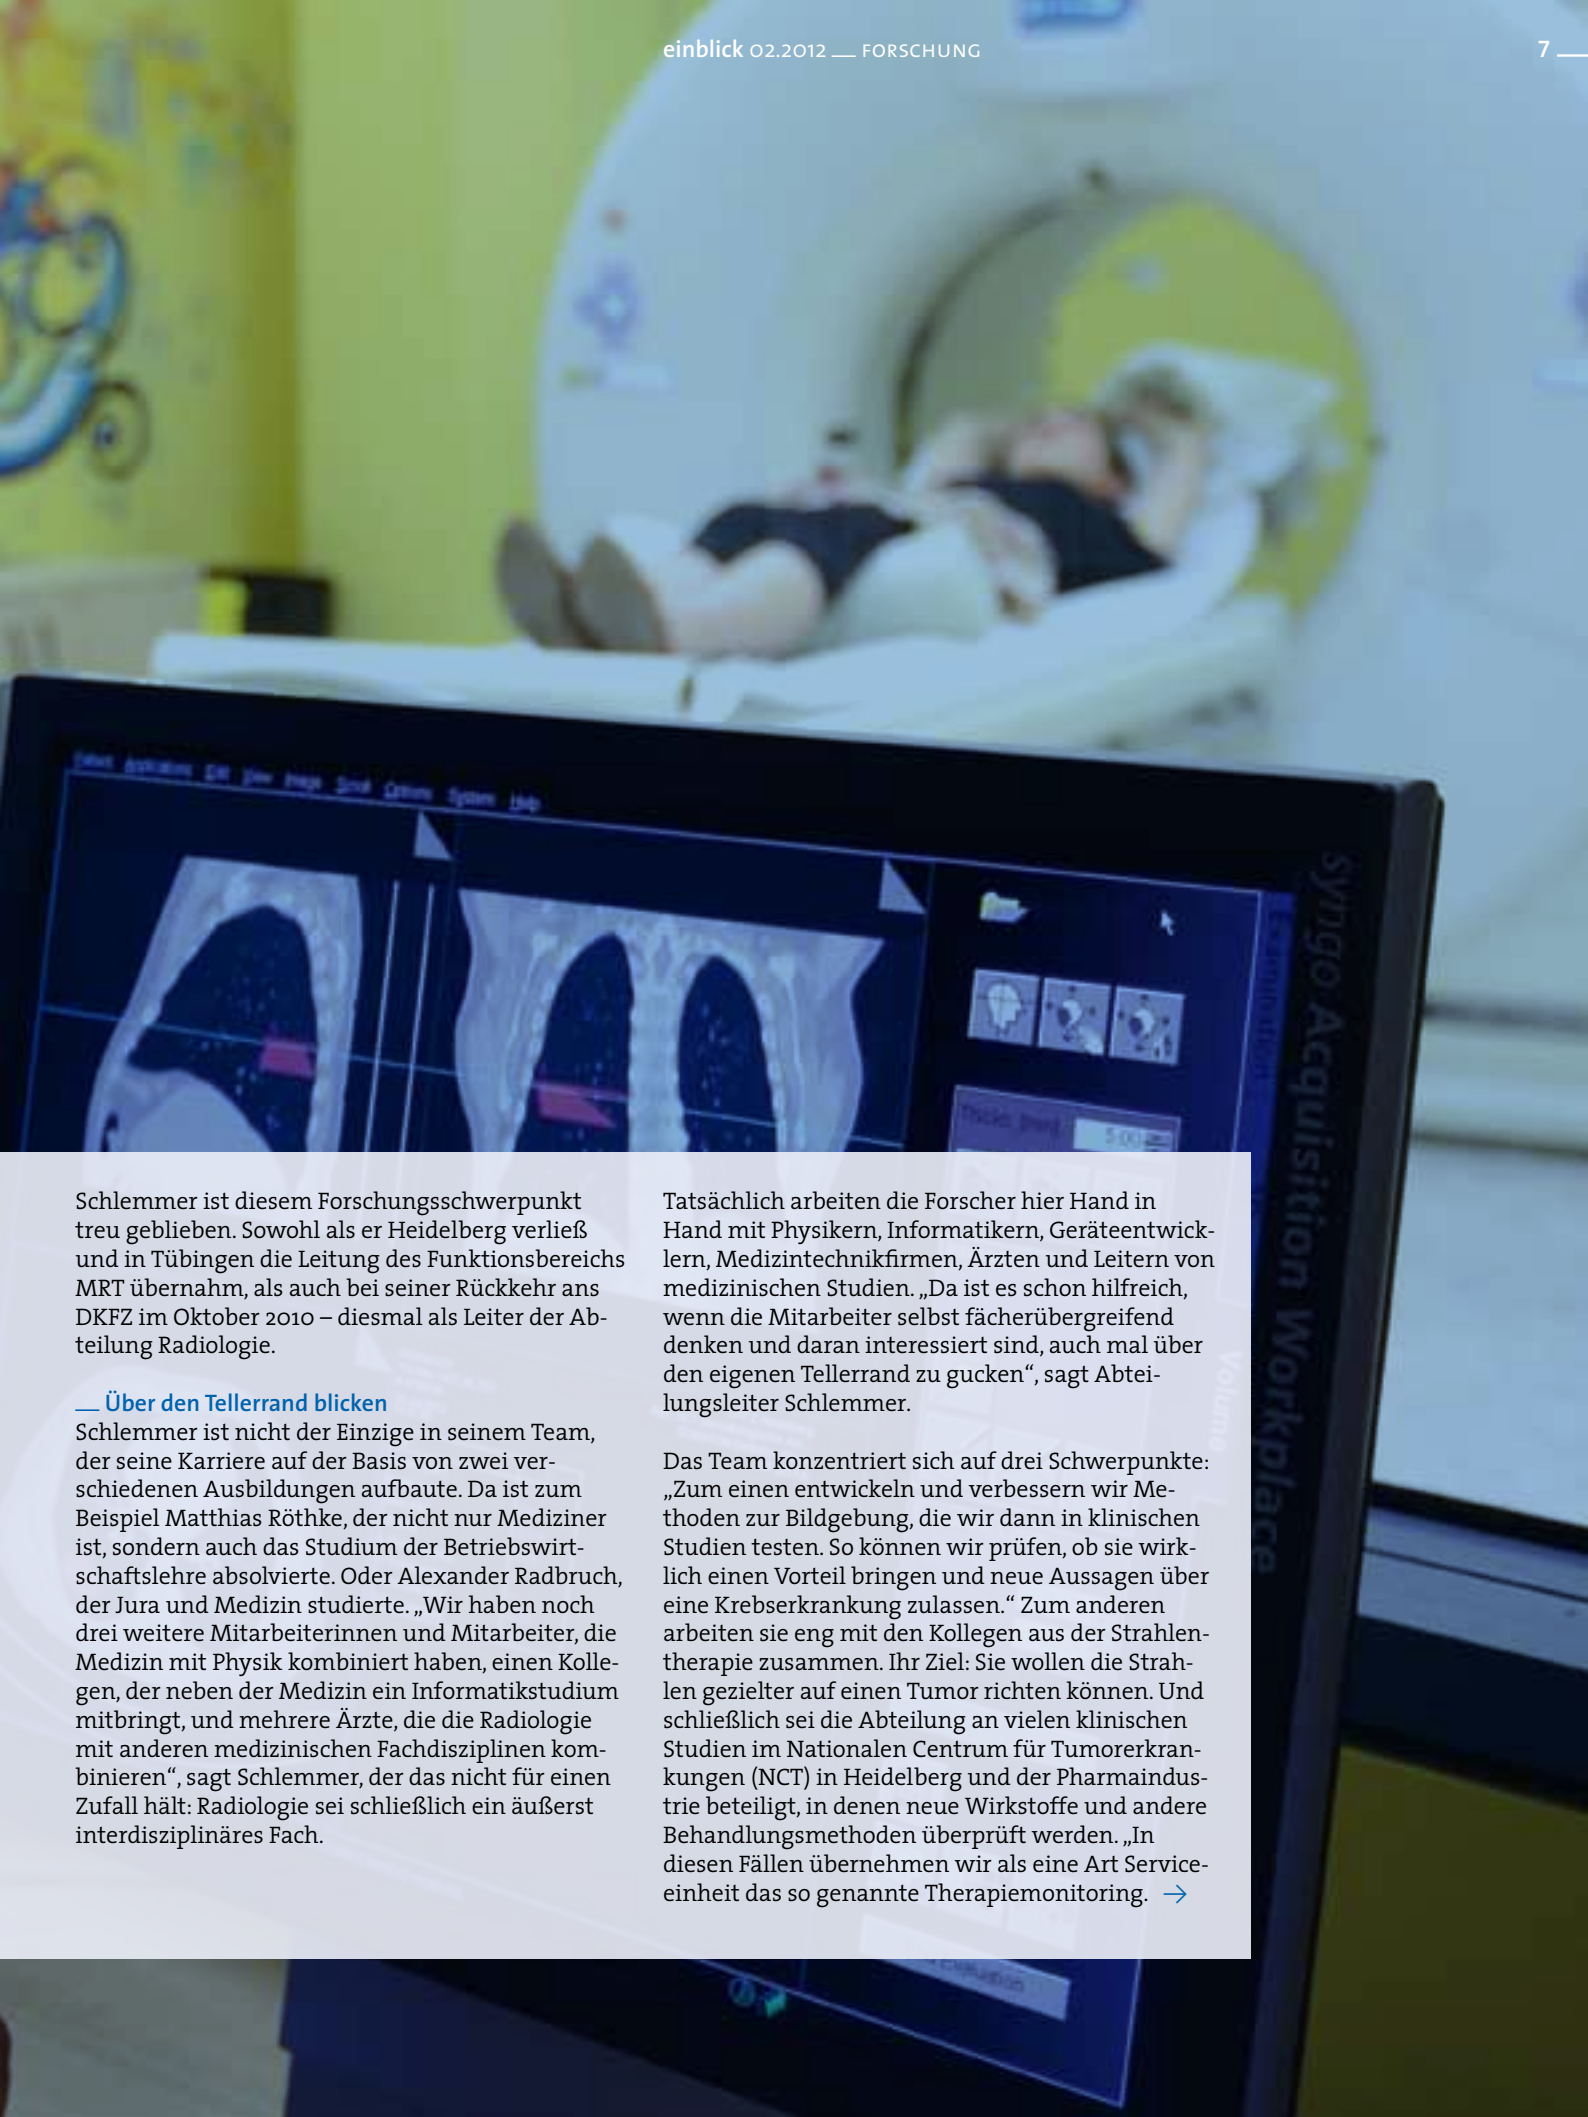 einblick 02.2012 __ FORSCHUNG
7 __
Patient Applications Edit View Image Scroll Options System Help
5.00
syngo Acquisition Workplace
Volume
Schlemmer ist diesem Forschungsschwerpunkt
treu geblieben. Sowohl als er Heidelberg verließ
und in Tübingen die Leitung des Funktionsbereichs
MRT übernahm, als auch bei seiner Rückkehr ans
DKFZ im Oktober 2010 – diesmal als Leiter der Ab-
teilung Radiologie.
__ Über den Tellerrand blicken
Schlemmer ist nicht der Einzige in seinem Team,
der seine Karriere auf der Basis von zwei ver-
schiedenen Ausbildungen aufbaute. Da ist zum
Beispiel Matthias Röthke, der nicht nur Mediziner
ist, sondern auch das Studium der Betriebswirt-
schaftslehre absolvierte. Oder Alexander Radbruch,
der Jura und Medizin studierte. „Wir haben noch
drei weitere Mitarbeiterinnen und Mitarbeiter, die
Medizin mit Physik kombiniert haben, einen Kolle-
gen, der neben der Medizin ein Informatikstudium
mitbringt, und mehrere Ärzte, die die Radiologie
mit anderen medizinischen Fachdisziplinen kom-
binieren“, sagt Schlemmer, der das nicht für einen
Zufall hält: Radiologie sei schließlich ein äußerst
interdisziplinäres Fach.
Tatsächlich arbeiten die Forscher hier Hand in
Hand mit Physikern, Informatikern, Geräteentwick-
lern, Medizintechnikfirmen, Ärzten und Leitern von
medizinischen Studien. „Da ist es schon hilfreich,
wenn die Mitarbeiter selbst fächerübergreifend
denken und daran interessiert sind, auch mal über
den eigenen Tellerrand zu gucken“, sagt Abtei-
lungsleiter Schlemmer.
Das Team konzentriert sich auf drei Schwerpunkte:
„Zum einen entwickeln und verbessern wir Me-
thoden zur Bildgebung, die wir dann in klinischen
Studien testen. So können wir prüfen, ob sie wirk-
lich einen Vorteil bringen und neue Aussagen über
eine Krebserkrankung zulassen.“ Zum anderen
arbeiten sie eng mit den Kollegen aus der Strahlen-
therapie zusammen. Ihr Ziel: Sie wollen die Strah-
len gezielter auf einen Tumor richten können. Und
schließlich sei die Abteilung an vielen klinischen
Studien im Nationalen Centrum für Tumorerkran-
kungen (NCT) in Heidelberg und der Pharmaindus-
trie beteiligt, in denen neue Wirkstoffe und andere
Behandlungsmethoden überprüft werden. „In
diesen Fällen übernehmen wir als eine Art Service-
einheit das so genannte Therapiemonitoring. →